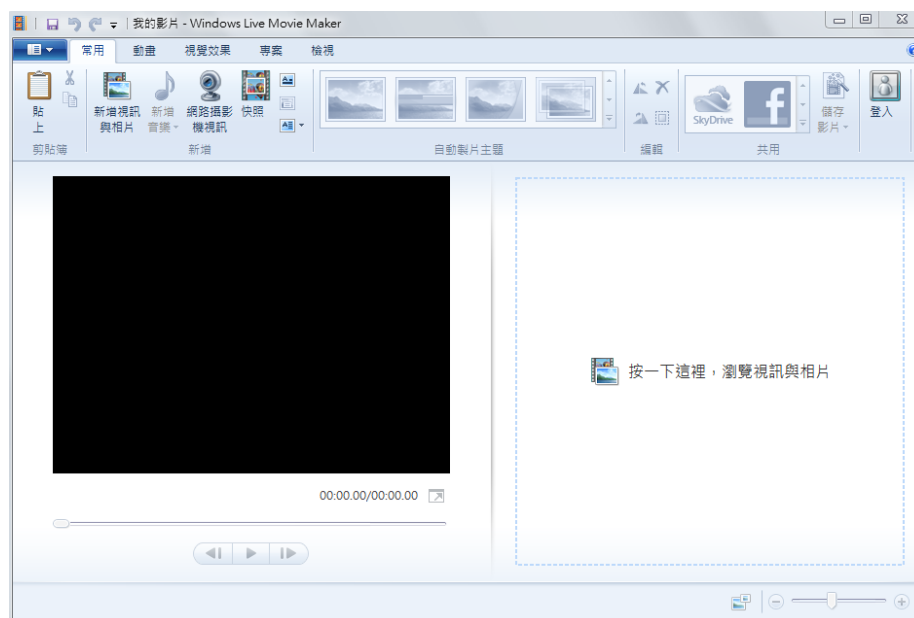 我的影片 - Windows Live Movie Maker
常用 動畫 視覺效果 專案 檢視
貼上
新增視訊與相片
新增音樂
網路攝影機視訊
快照
SkyDrive
儲存影片
登入
剪貼簿 新增 自動製片主題 編輯 共用
按一下這裡，瀏覽視訊與相片
00:00.00/00:00.00